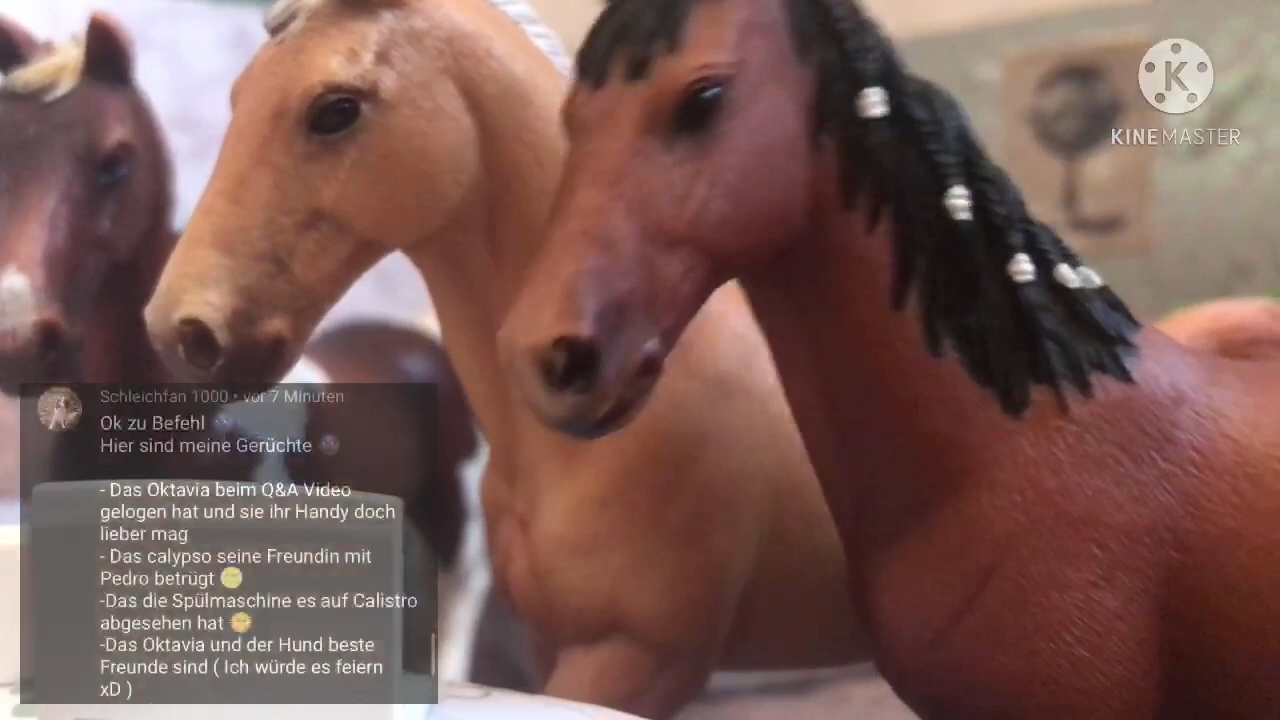 KINEMASTER
Schleichfan 1000 • vor 7 Minuten
Ok zu Befehl
Hier sind meine Gerüchte
- Das Oktavia beim Q&A Video
gelogen hat und sie ihr Handy doch
lieber mag
- Das calypso seine Freundin mit
Pedro betrügt
-Das die Spülmaschine es auf Calistro
abgesehen hat
-Das Oktavia und der Hund beste
Freunde sind ( Ich würde es feiern
xD )